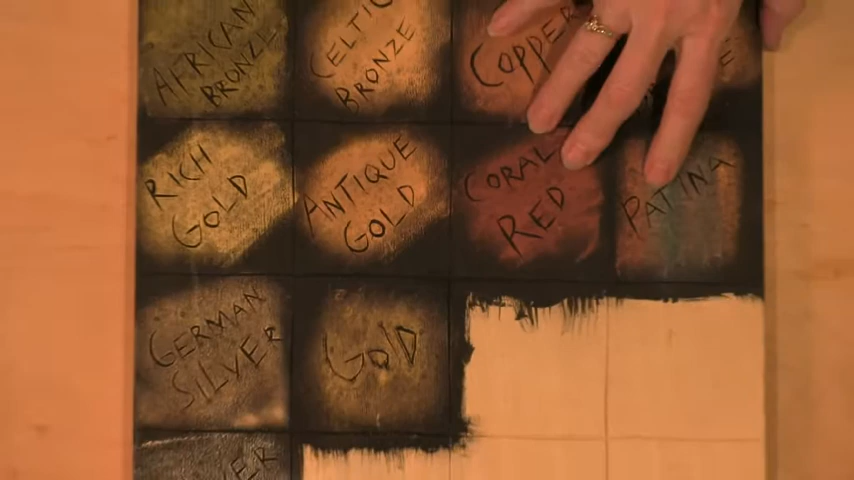 AFRICAN
BRONZE
CELTIC
BRONZE
COPPER
RICH
GOLD
ANTIQUE
GOLD
CORAL
RED
PATINA
GERMAN
SILVER
GOLD